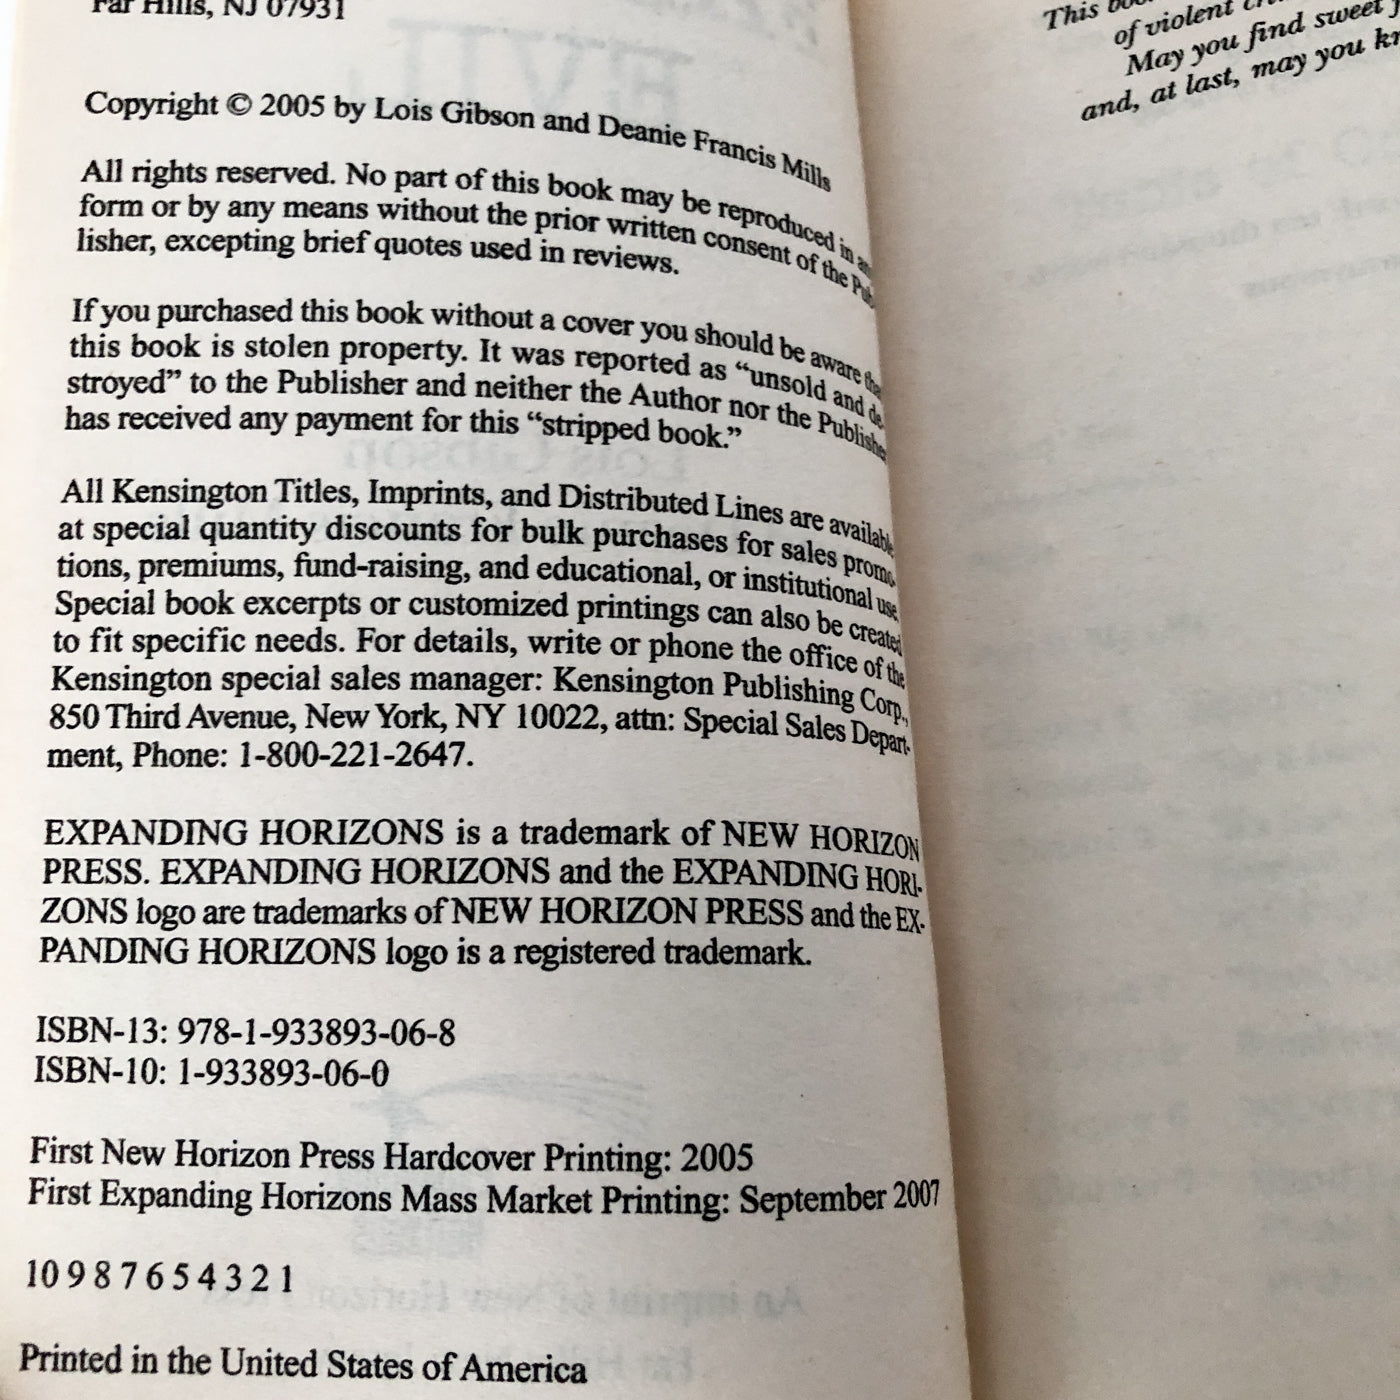 Far Hills, NJ 07931
Copyright © 2005 by Lois Gibson and Deanie Francis Mills
All rights reserved. No part of this book may be reproduced in
form or by any means without the prior written consent of the Pub
lisher, excepting brief quotes used in reviews.
If you purchased this book without a cover you should be aware
this book is stolen property. It was reported as “unsold and de
stroyed” to the Publisher and neither the Author nor the Publisher
has received any payment for this “stripped book.”
All Kensington Titles, Imprints, and Distributed Lines are available
at special quantity discounts for bulk purchases for sales promo
tions, premiums, fund-raising, and educational, or institutional use
Special book excerpts or customized printings can also be created
to fit specific needs. For details, write or phone the office of the
Kensington special sales manager: Kensington Publishing Corp.,
850 Third Avenue, New York, NY 10022, attn: Special Sales Depart-
ment, Phone: 1-800-221-2647.
EXPANDING HORIZONS is a trademark of NEW HORIZON
PRESS. EXPANDING HORIZONS and the EXPANDING HORI-
ZONS logo are trademarks of NEW HORIZON PRESS and the EX-
PANDING HORIZONS logo is a registered trademark.
ISBN-13: 978-1-933893-06-8
ISBN-10: 1-933893-06-0
First New Horizon Press Hardcover Printing: 2005
First Expanding Horizons Mass Market Printing: September 2007
10 9 8 7 6 5 4 3 2 1
Printed in the United States of America
This
of violent
May you find sweet
and, at last, may you